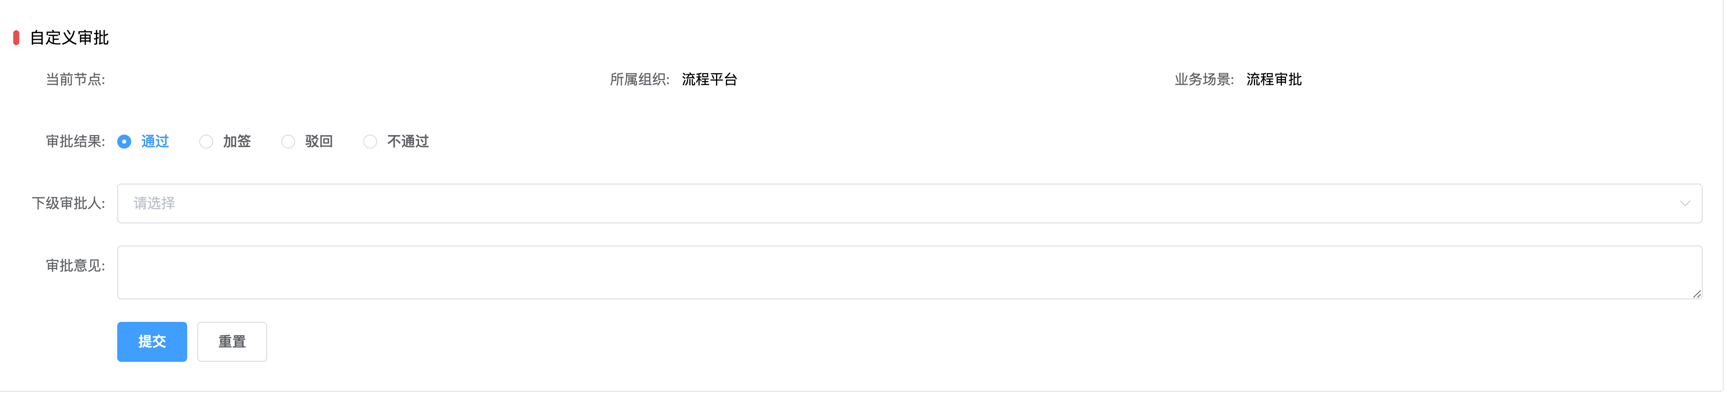 自定义审批
当前节点: 所属组织: 流程平台 业务场景: 流程审批
审批结果: 通过 加签 驳回 不通过
下级审批人: 请选择
审批意见:
提交 重置